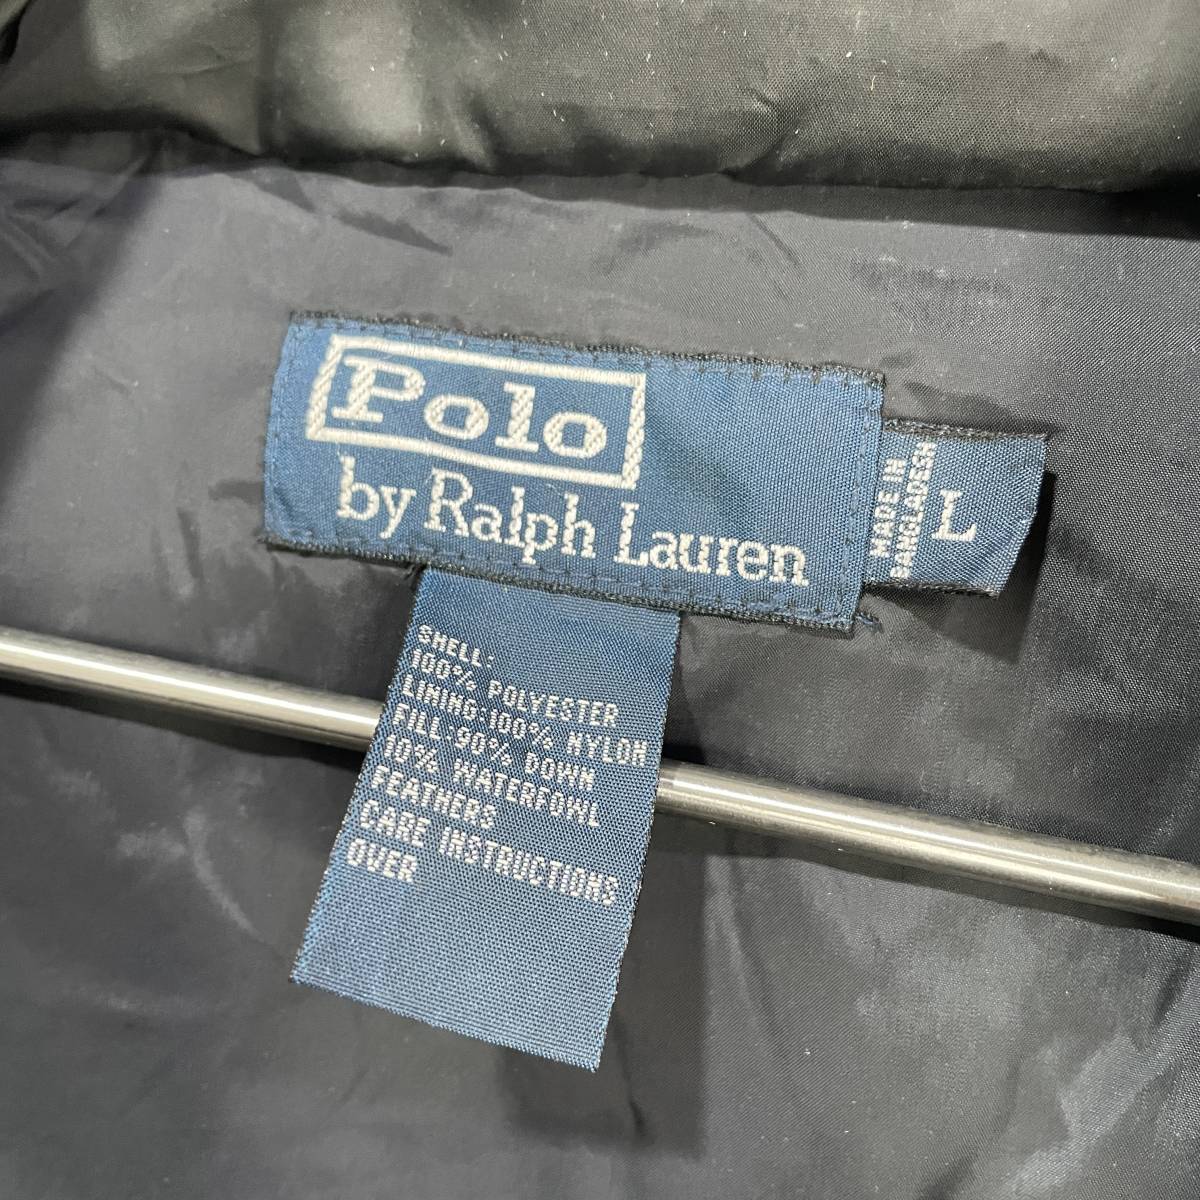 Polo
by Ralph Lauren
MADE IN
BANGLADESH
L
SHELL:
100% POLYESTER
LINING:100% NYLON
FILL:90% DOWN
10% WATERFOWL
FEATHERS
CARE INSTRUCTIONS
OVER